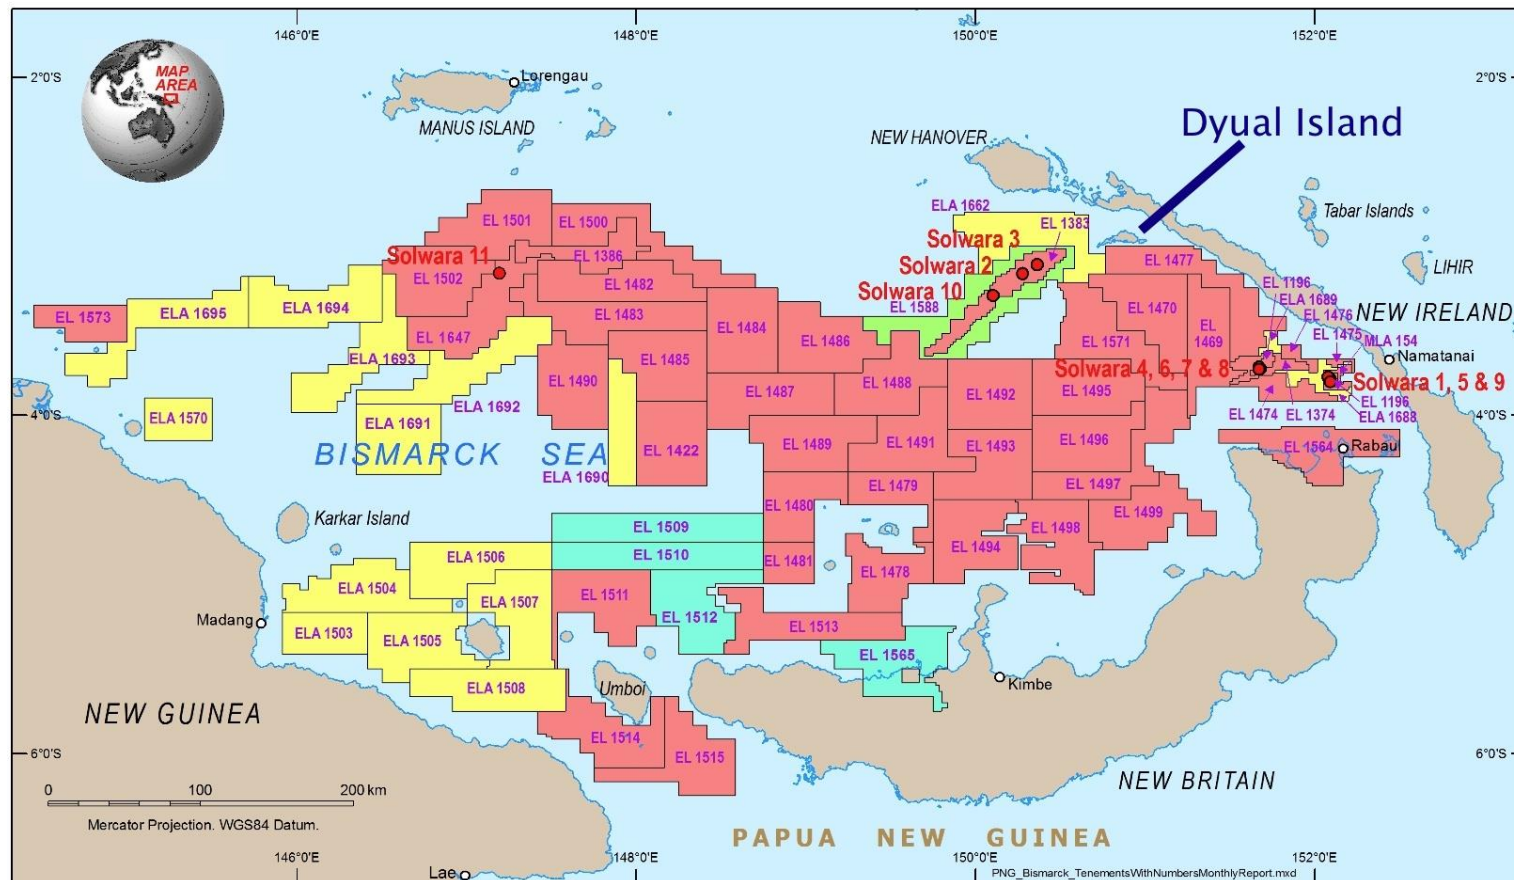 146°0'E
148°0'E
150°0'E
152°0'E
2°0'S
2°0'S
MAP
AREA
Lorengau
MANUS ISLAND
NEW HANOVER
Dyual Island
ELA 1662
EL 1383
Tabar Islands
EL 1501
EL 1500
Solwara 3
Solwara 11
EL 1386
Solwara 2
EL 1477
LIHIR
EL 1502
EL 1482
Solwara 10
EL 1196
ELA 1689
EL 1573
ELA 1695
ELA 1694
EL 1483
EL 1588
EL 1470
EL 1476
NEW IRELAND
EL 1647
EL 1484
EL 1486
EL 1571
EL
1469
EL 1475
MLA 154
ELA 1693
EL 1485
Namatanai
EL 1490
EL 1487
EL 1488
EL 1492
EL 1495
Solwara 4, 6, 7 & 8
Solwara 1, 5 & 9
ELA 1692
EL 1196
4°0'S
ELA 1570
ELA 1691
EL 1474
EL 1374
ELA 1688
4°0'S
BISMARCK SEA
EL 1422
EL 1489
EL 1491
EL 1493
EL 1496
EL 1564
Rabau
ELA 1690
EL 1479
EL 1497
Karkar Island
EL 1509
EL 1480
EL 1499
EL 1498
ELA 1506
EL 1510
EL 1481
EL 1494
EL 1478
ELA 1504
ELA 1507
EL 1511
EL 1512
Madang
ELA 1503
ELA 1505
EL 1513
EL 1565
ELA 1508
Umboi
Kimbe
NEW GUINEA
EL 1514
EL 1515
6°0'S
6°0'S
NEW BRITAIN
0 100 200 km
Mercator Projection. WGS84 Datum.
PAPUA NEW GUINEA
146°0'E
148°0'E
150°0'E
152°0'E
Lae
PNG_Bismarck_TenementsWithNumbersMonthlyReport.mxd